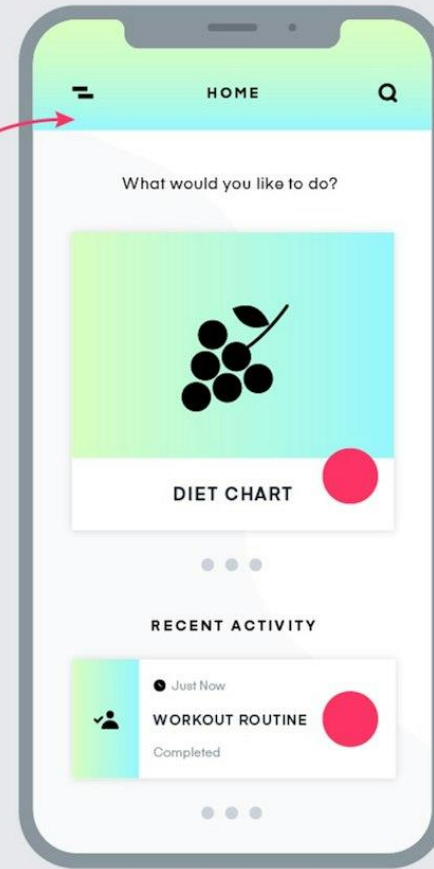 HOME
What would you like to do?
DIET CHART
RECENT ACTIVITY
Just Now
WORKOUT ROUTINE
Completed